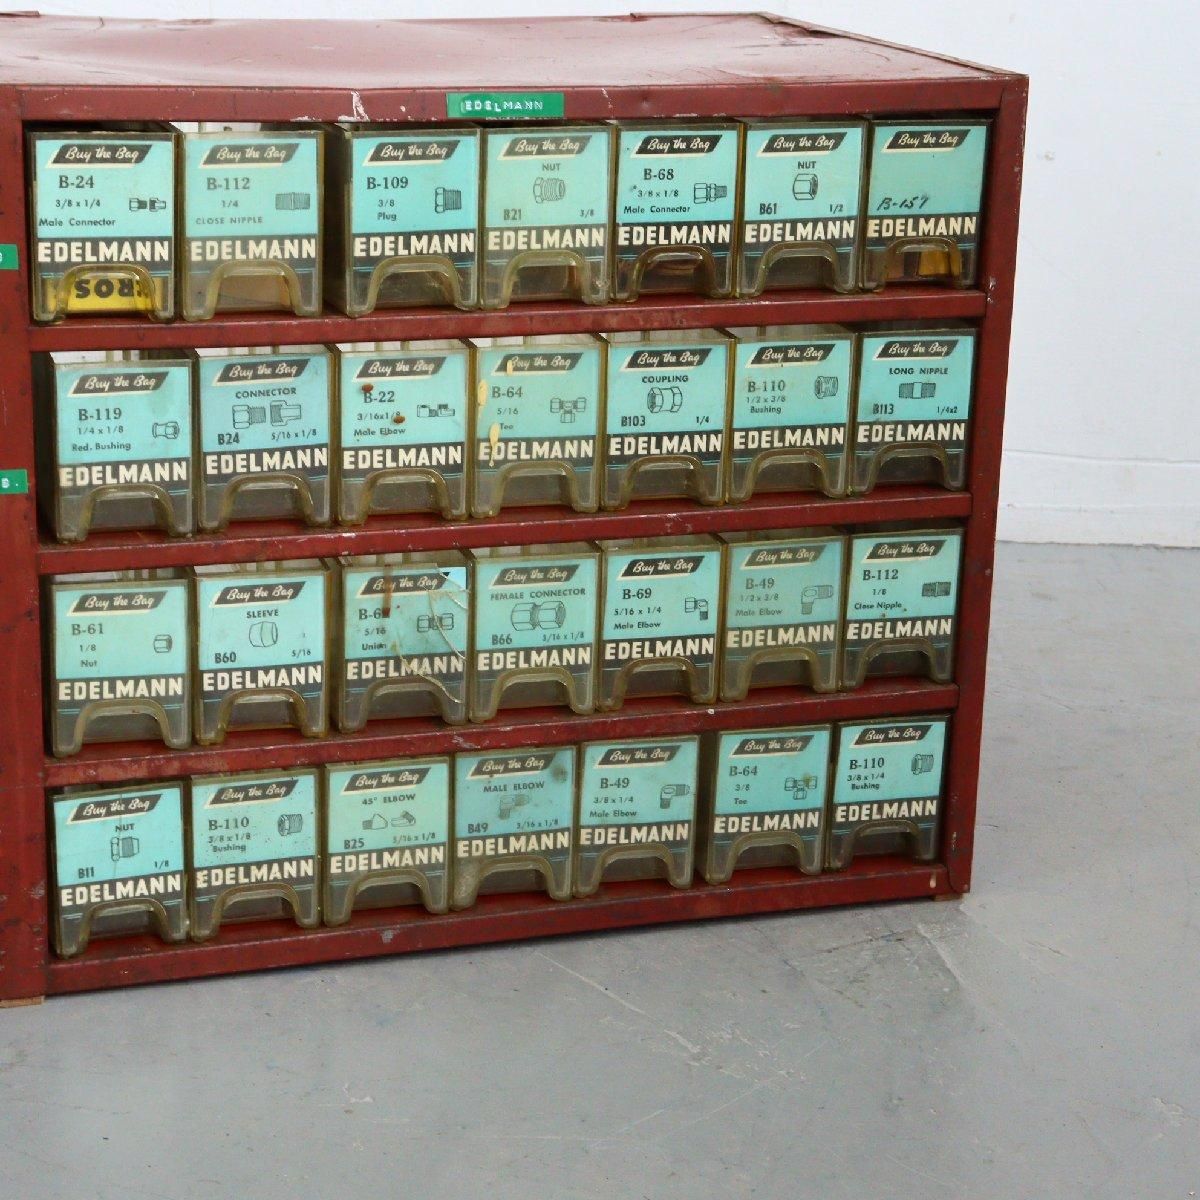 EDELMANN
Buy the Bag
B-24
3/8 x 1/4
Male Connector
EDELMANN
Buy the Bag
B-112
1/4
CLOSE NIPPLE
EDELMANN
Buy the Bag
B-109
3/8
Plug
EDELMANN
Buy the Bag
NUT
B21 3/8
EDELMANN
Buy the Bag
B-68
3/8 x 1/8
Male Connector
EDELMANN
Buy the Bag
NUT
B61 1/2
EDELMANN
Buy the Bag
B-157
EDELMANN
Buy the Bag
B-119
1/4 x 1/8
Red. Bushing
EDELMANN
Buy the Bag
CONNECTOR
B24 5/16 x 1/8
EDELMANN
Buy the Bag
B-22
3/16x1/8
Male Elbow
EDELMANN
Buy the Bag
B-64
5/16
Tee
EDELMANN
Buy the Bag
COUPLING
B103 1/4
EDELMANN
Buy the Bag
B-110
1/2 x 3/8
Bushing
EDELMANN
Buy the Bag
LONG NIPPLE
B113 1/4x2
EDELMANN
Buy the Bag
B-61
1/8
Nut
EDELMANN
Buy the Bag
SLEEVE
B60 5/16
EDELMANN
Buy the Bag
5/16
Union
EDELMANN
Buy the Bag
FEMALE CONNECTOR
B66 3/16 x 1/8
EDELMANN
Buy the Bag
B-69
5/16 x 1/4
Male Elbow
EDELMANN
Buy the Bag
B-49
1/2 x 3/8
Male Elbow
EDELMANN
Buy the Bag
B-112
1/8
Close Nipple
EDELMANN
Buy the Bag
NUT
B11 1/8
EDELMANN
Buy the Bag
B-110
3/8 x 1/8
Bushing
EDELMANN
Buy the Bag
45° ELBOW
B25 5/16 x 1/8
EDELMANN
Buy the Bag
MALE ELBOW
B49 5/16 x 1/8
EDELMANN
Buy the Bag
B-49
3/8 x 1/4
Male Elbow
EDELMANN
Buy the Bag
B-64
3/8
Tee
EDELMANN
Buy the Bag
B-110
3/8 x 1/4
Bushing
EDELMANN